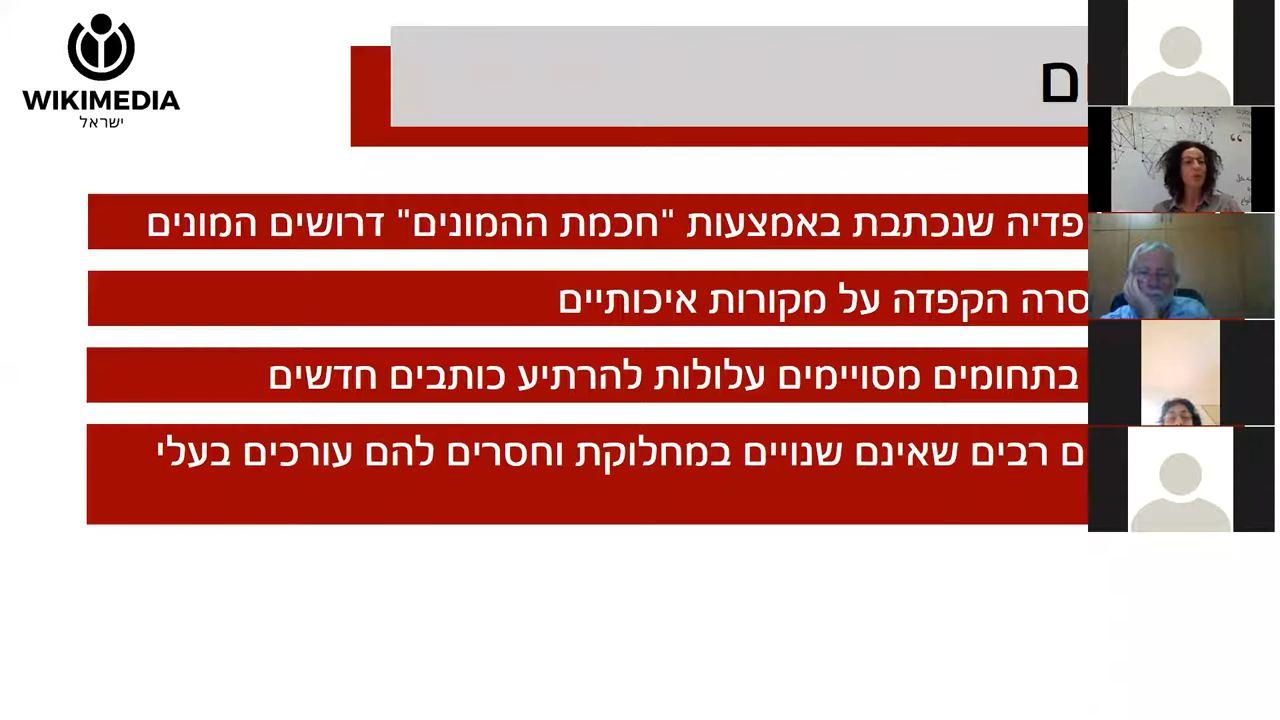 WIKIMEDIA
ישראל
פדיה שנכתבת באמצעות "חכמת ההמונים" דרושים המונים
הקפדה על מקורות איכותיים
בתחומים מסויימים עלולות להרתיע כותבים חדשים
רבים שאינם שנויים במחלוקת וחסרים להם עורכים בעלי